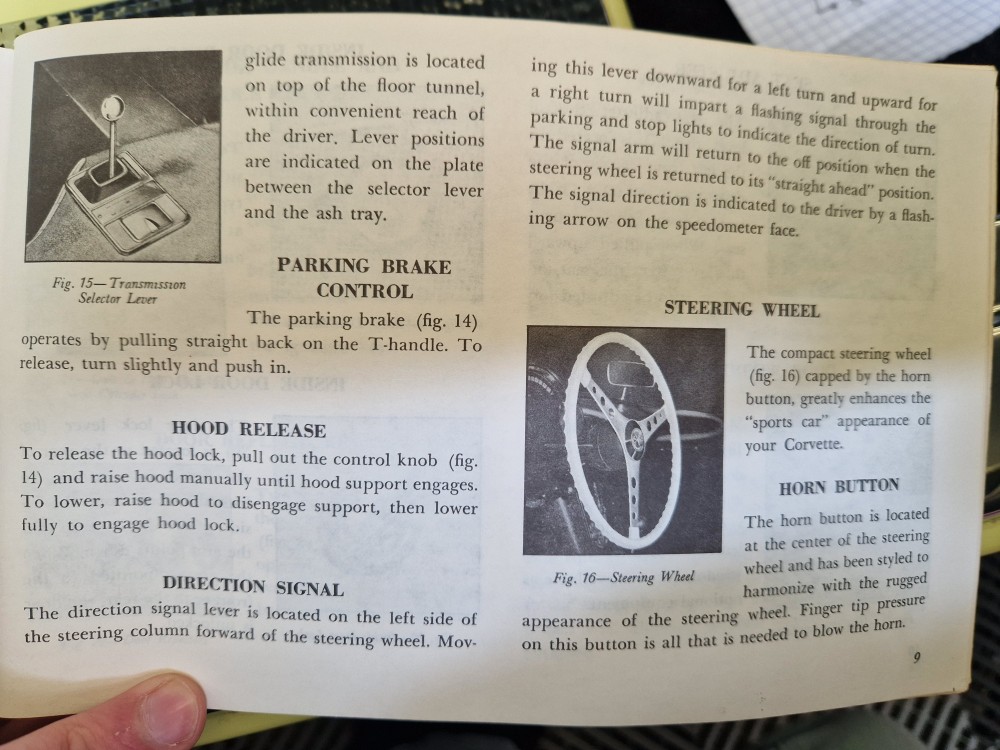 glide transmission is located
on top of the floor tunnel,
within convenient reach of
the driver. Lever positions
are indicated on the plate
between the selector lever
and the ash tray.
Fig. 15—Transmission
Selector Lever
PARKING BRAKE
CONTROL
The parking brake (fig. 14)
operates by pulling straight back on the T-handle. To
release, turn slightly and push in.
HOOD RELEASE
To release the hood lock, pull out the control knob (fig.
14) and raise hood manually until hood support engages.
To lower, raise hood to disengage support, then lower
fully to engage hood lock.
DIRECTION SIGNAL
The direction signal lever is located on the left side of
the steering column forward of the steering wheel. Mov-
ing this lever downward for a left turn and upward for
a right turn will impart a flashing signal through the
parking and stop lights to indicate the direction of turn.
The signal arm will return to the off position when the
steering wheel is returned to its "straight ahead" position.
The signal direction is indicated to the driver by a flash-
ing arrow on the speedometer face.
STEERING WHEEL
The compact steering wheel
(fig. 16) capped by the horn
button, greatly enhances the
"sports car" appearance of
your Corvette.
Fig. 16—Steering Wheel
HORN BUTTON
The horn button is located
at the center of the steering
wheel and has been styled to
harmonize with the rugged
appearance of the steering wheel. Finger tip pressure
on this button is all that is needed to blow the horn.
9